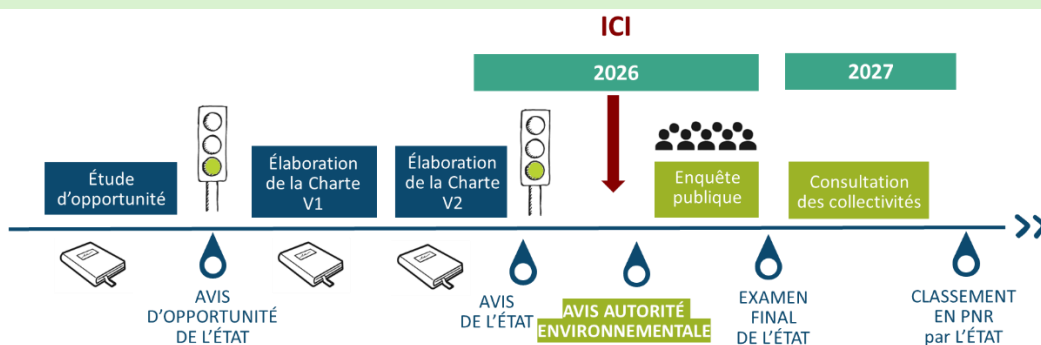 ICI
2026
2027
Étude
d'opportunité
Élaboration
de la Charte
V1
Élaboration
de la Charte
V2
Enquête
publique
Consultation
des collectivités
AVIS
D'OPPORTUNITÉ
DE L'ÉTAT
AVIS
DE L'ÉTAT
AVIS AUTORITÉ
ENVIRONNEMENTALE
EXAMEN
FINAL
DE L'ÉTAT
CLASSEMENT
EN PNR
par L'ÉTAT